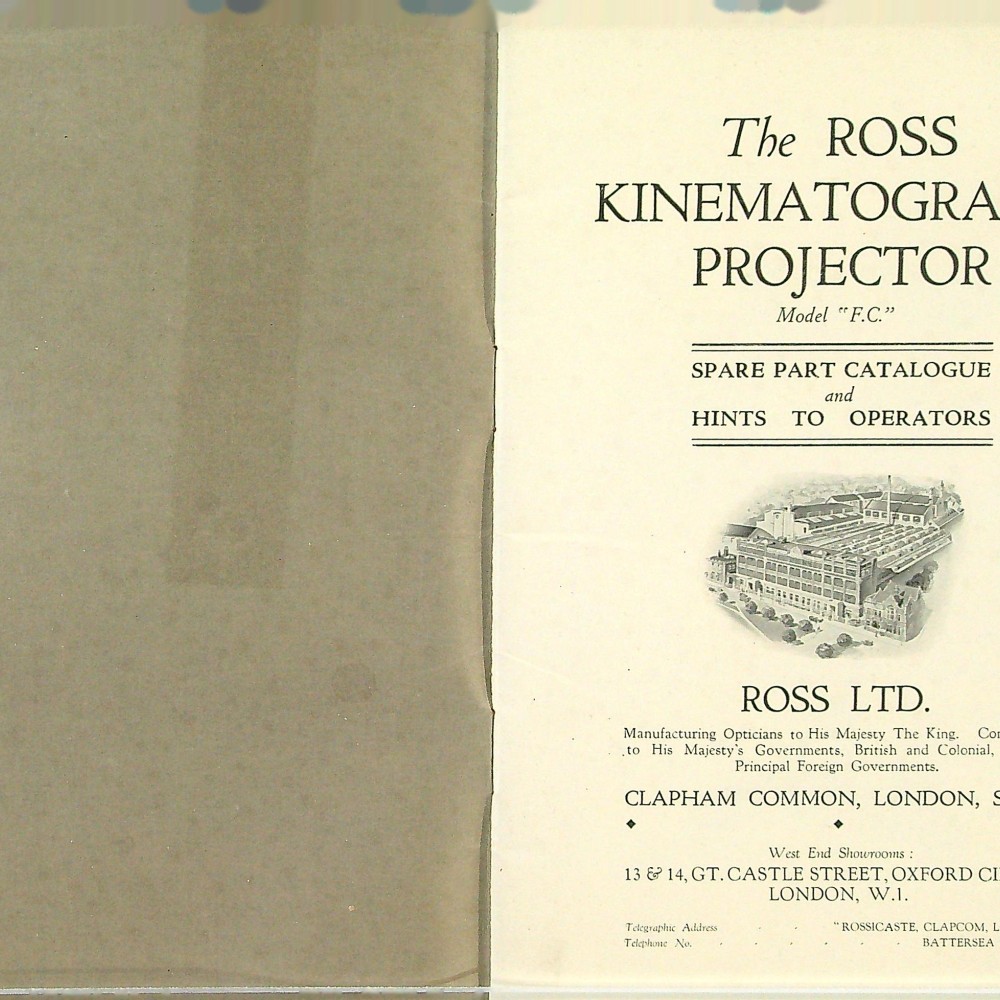 The ROSS
KINEMATOGRA
PROJECTOR
Model "F.C."
SPARE PART CATALOGUE
and
HINTS TO OPERATORS
ROSS LTD.
Manufacturing Opticians to His Majesty The King. Con
to His Majesty's Governments, British and Colonial,
Principal Foreign Governments.
CLAPHAM COMMON, LONDON, S
West End Showrooms :
13 & 14, GT. CASTLE STREET, OXFORD CI
LONDON, W.1.
Telegraphic Address - - - "ROSSICASTE, CLAPCOM, L
Telephone No. - - - - - BATTERSEA